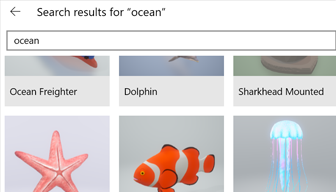 Search results for "ocean"
ocean
Ocean Freighter
Dolphin
Sharkhead Mounted